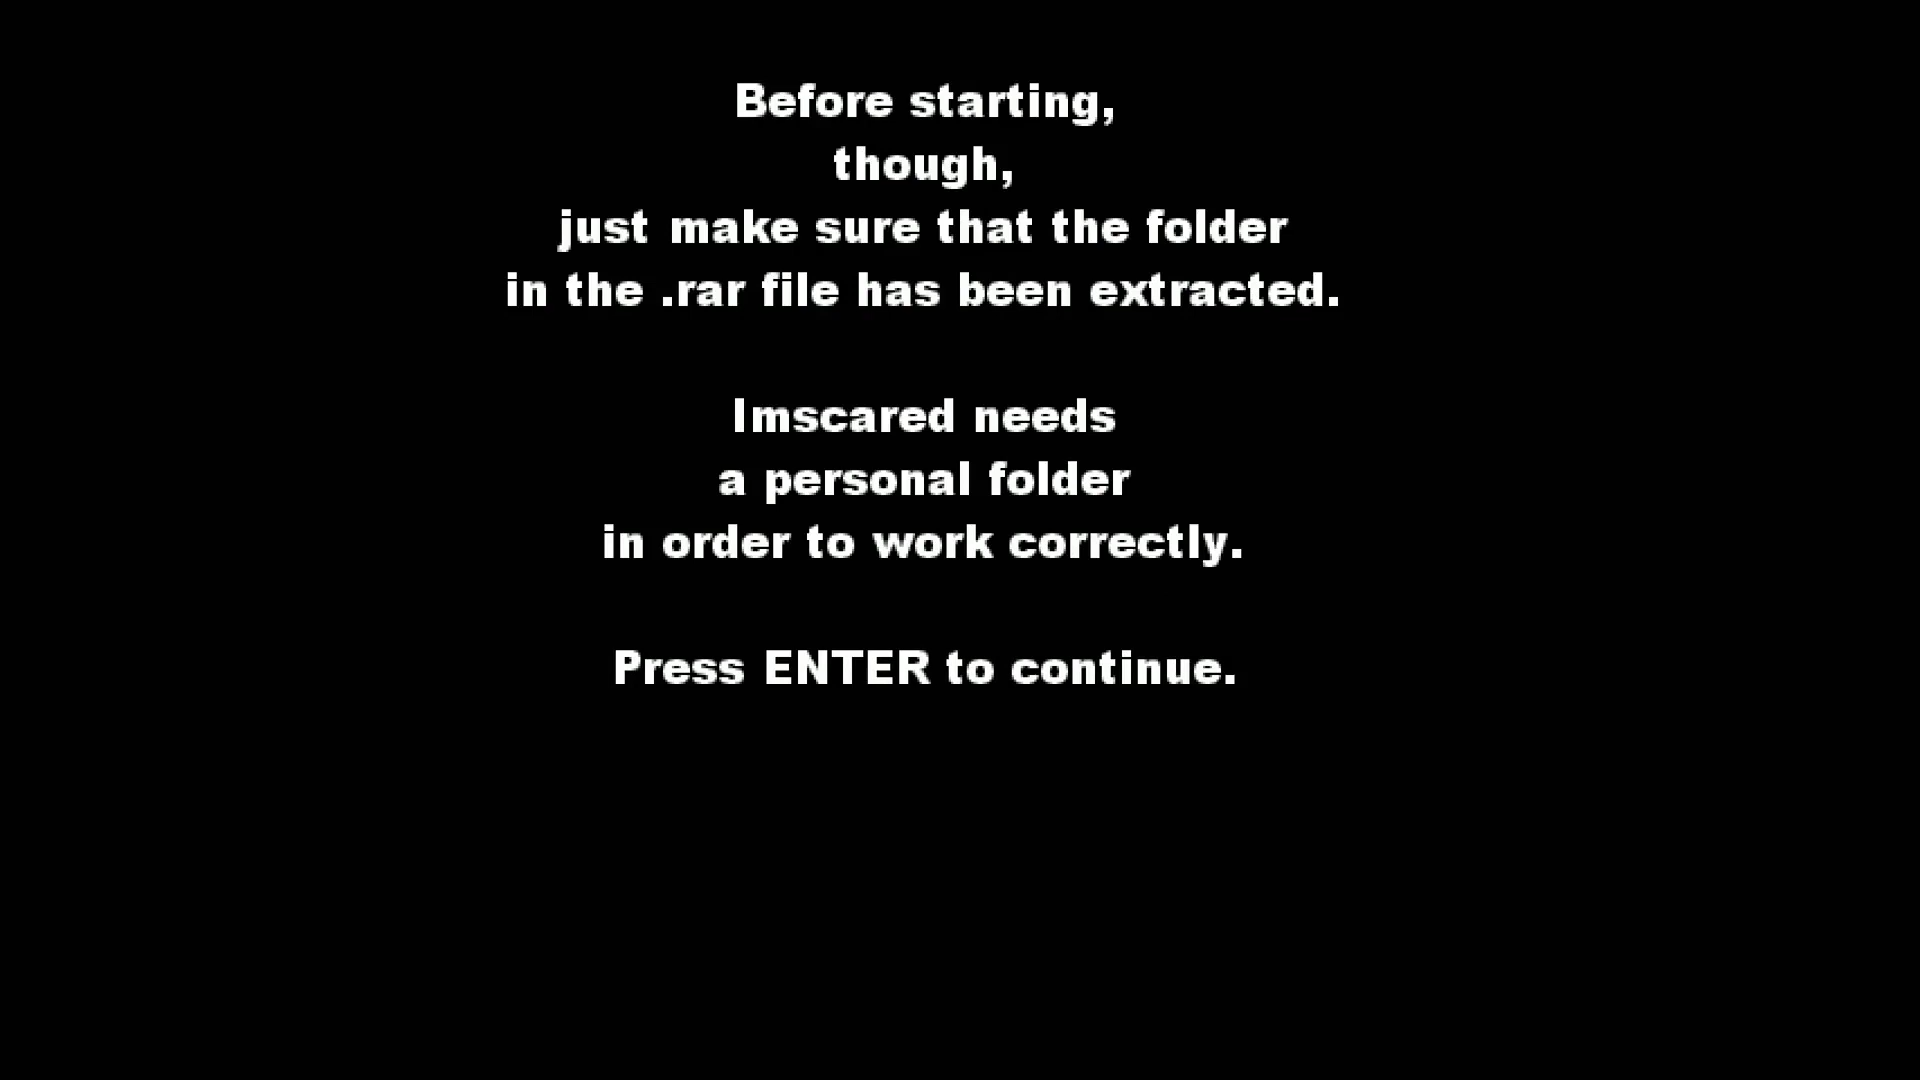 Before starting,
though,
just make sure that the folder
in the .rar file has been extracted.
Imscared needs
a personal folder
in order to work correctly.
Press ENTER to continue.